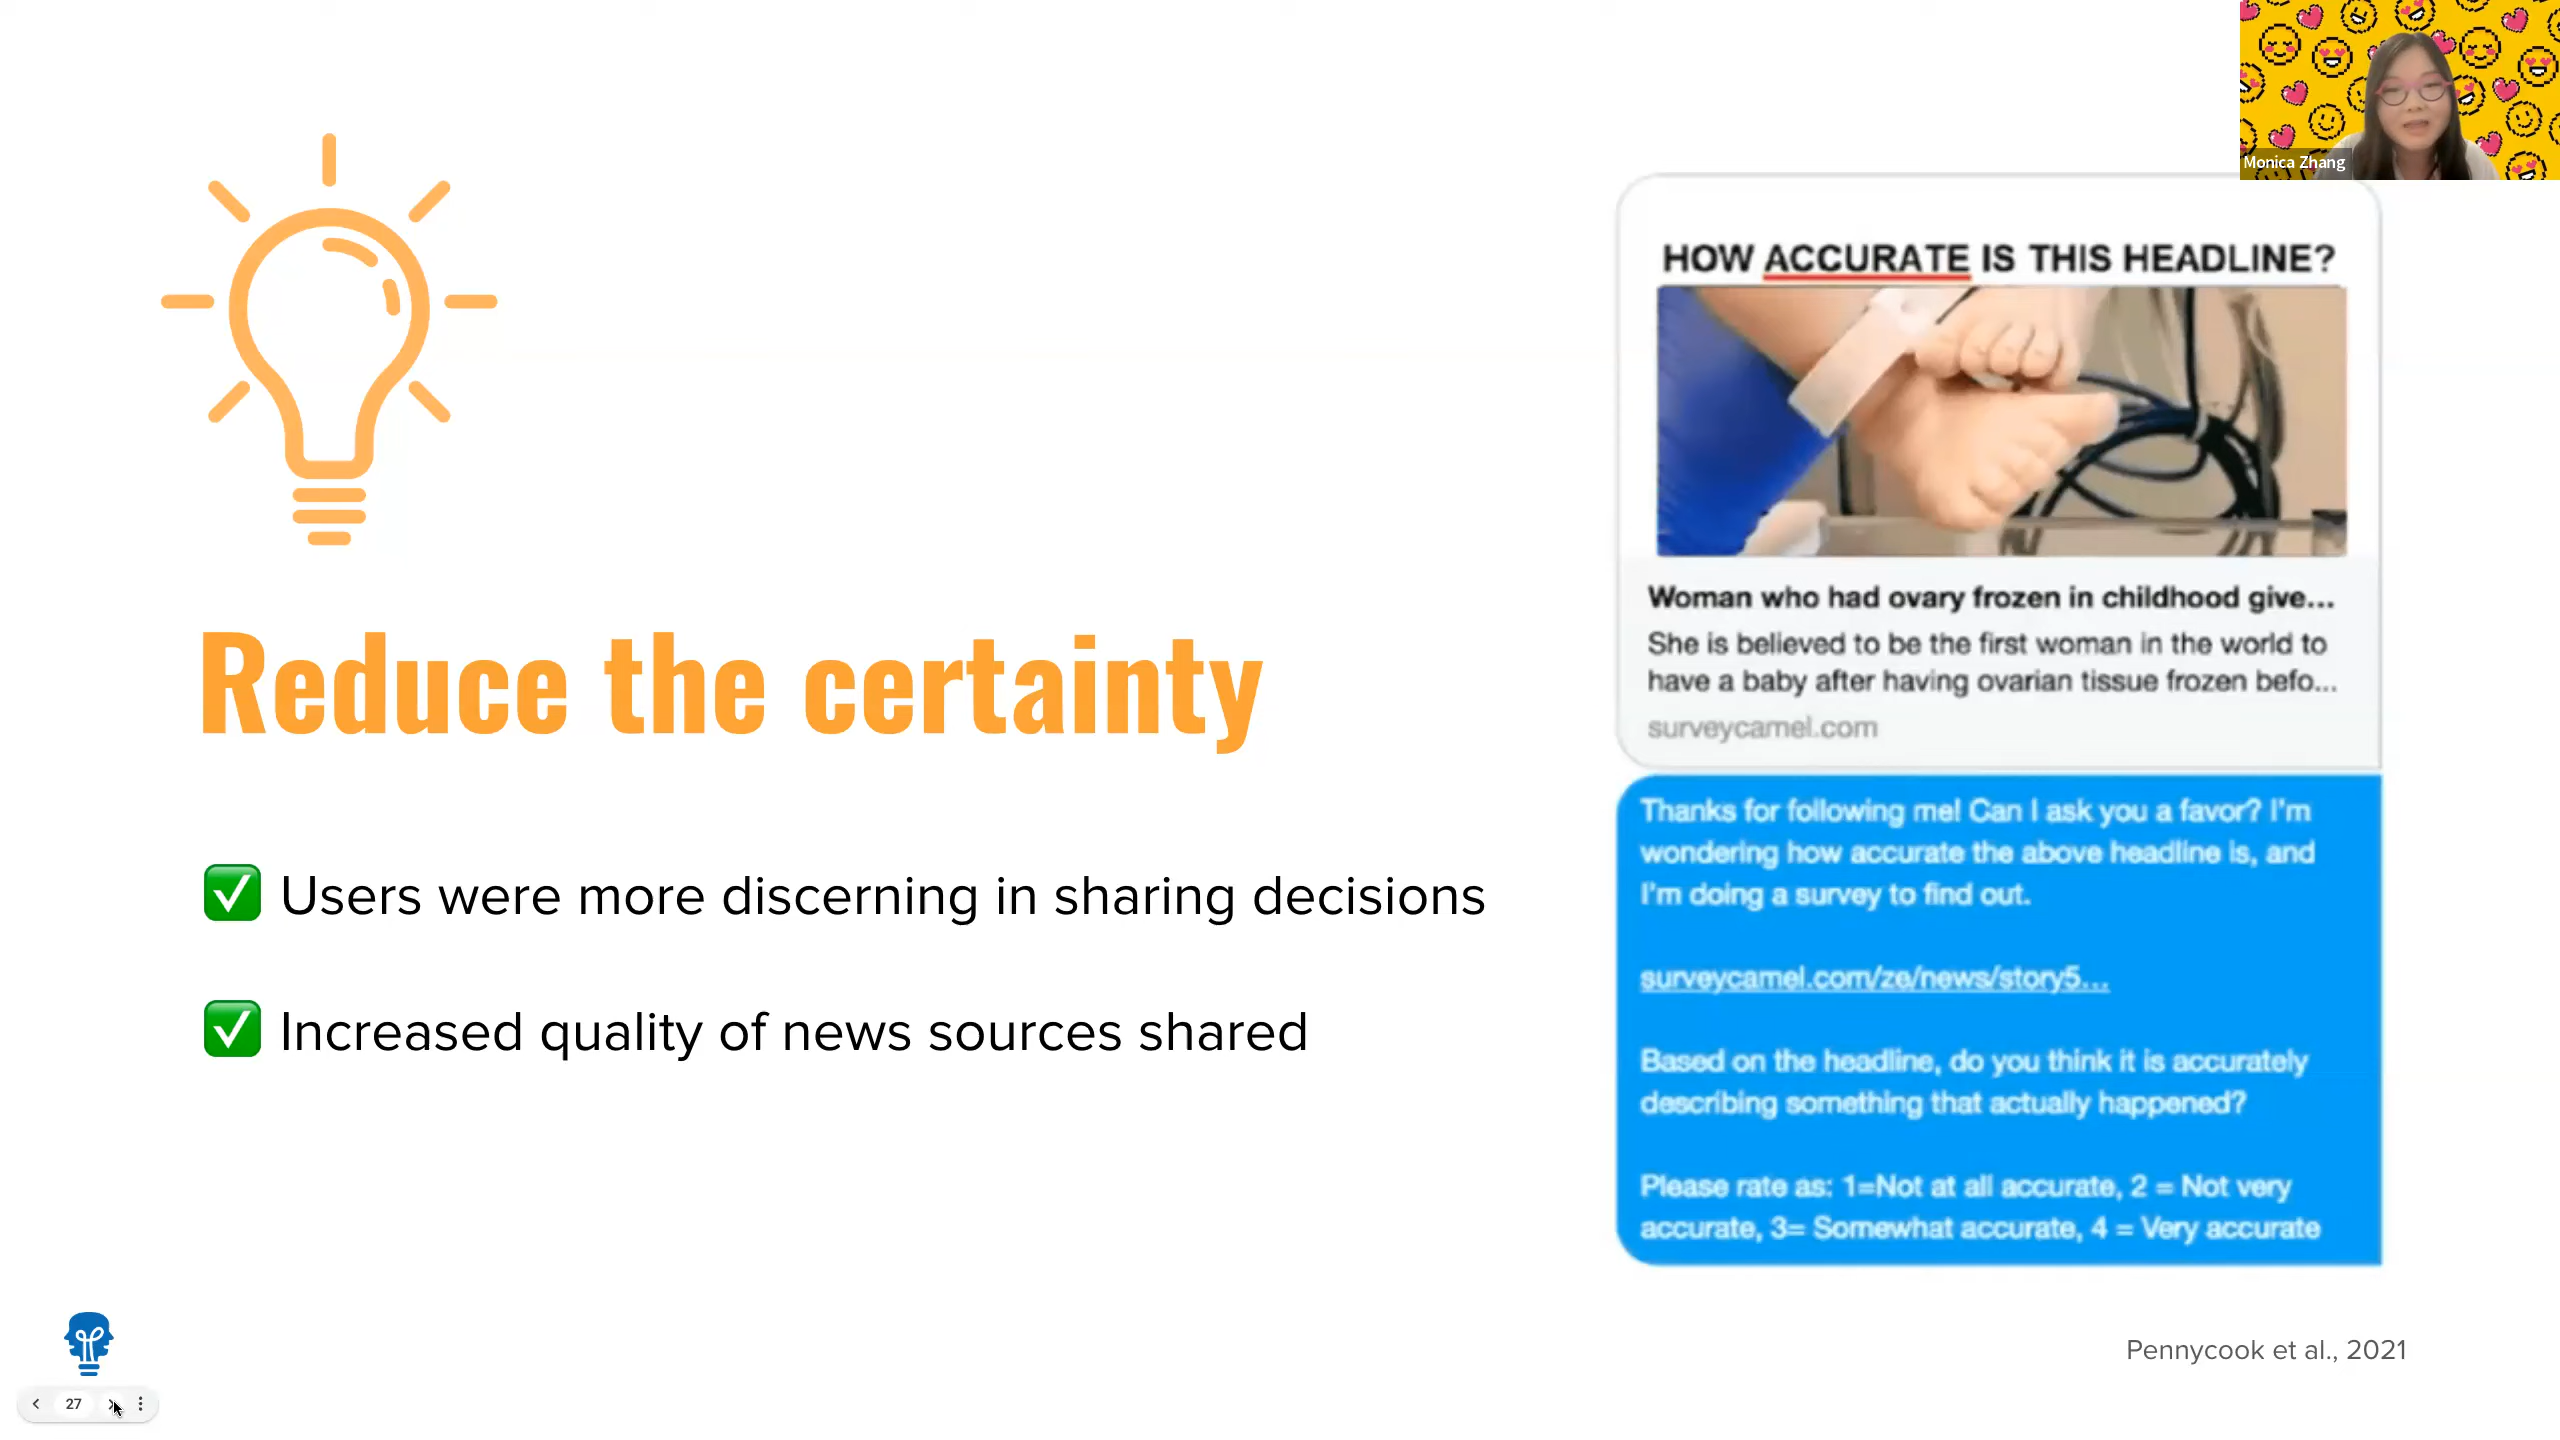 Monica Zhang
HOW ACCURATE IS THIS HEADLINE?
Woman who had ovary frozen in childhood give...
She is believed to be the first woman in the world to
have a baby after having ovarian tissue frozen befo...
surveycamel.com
Reduce the certainty
✅ Users were more discerning in sharing decisions
✅ Increased quality of news sources shared
Thanks for following me! Can I ask you a favor? I'm
wondering how accurate the above headline is, and
I'm doing a survey to find out.
surveycamel.com/ze/news/story5...
Based on the headline, do you think it is accurately
describing something that actually happened?
Please rate as: 1=Not at all accurate, 2 = Not very
accurate, 3= Somewhat accurate, 4 = Very accurate
Pennycook et al., 2021
27